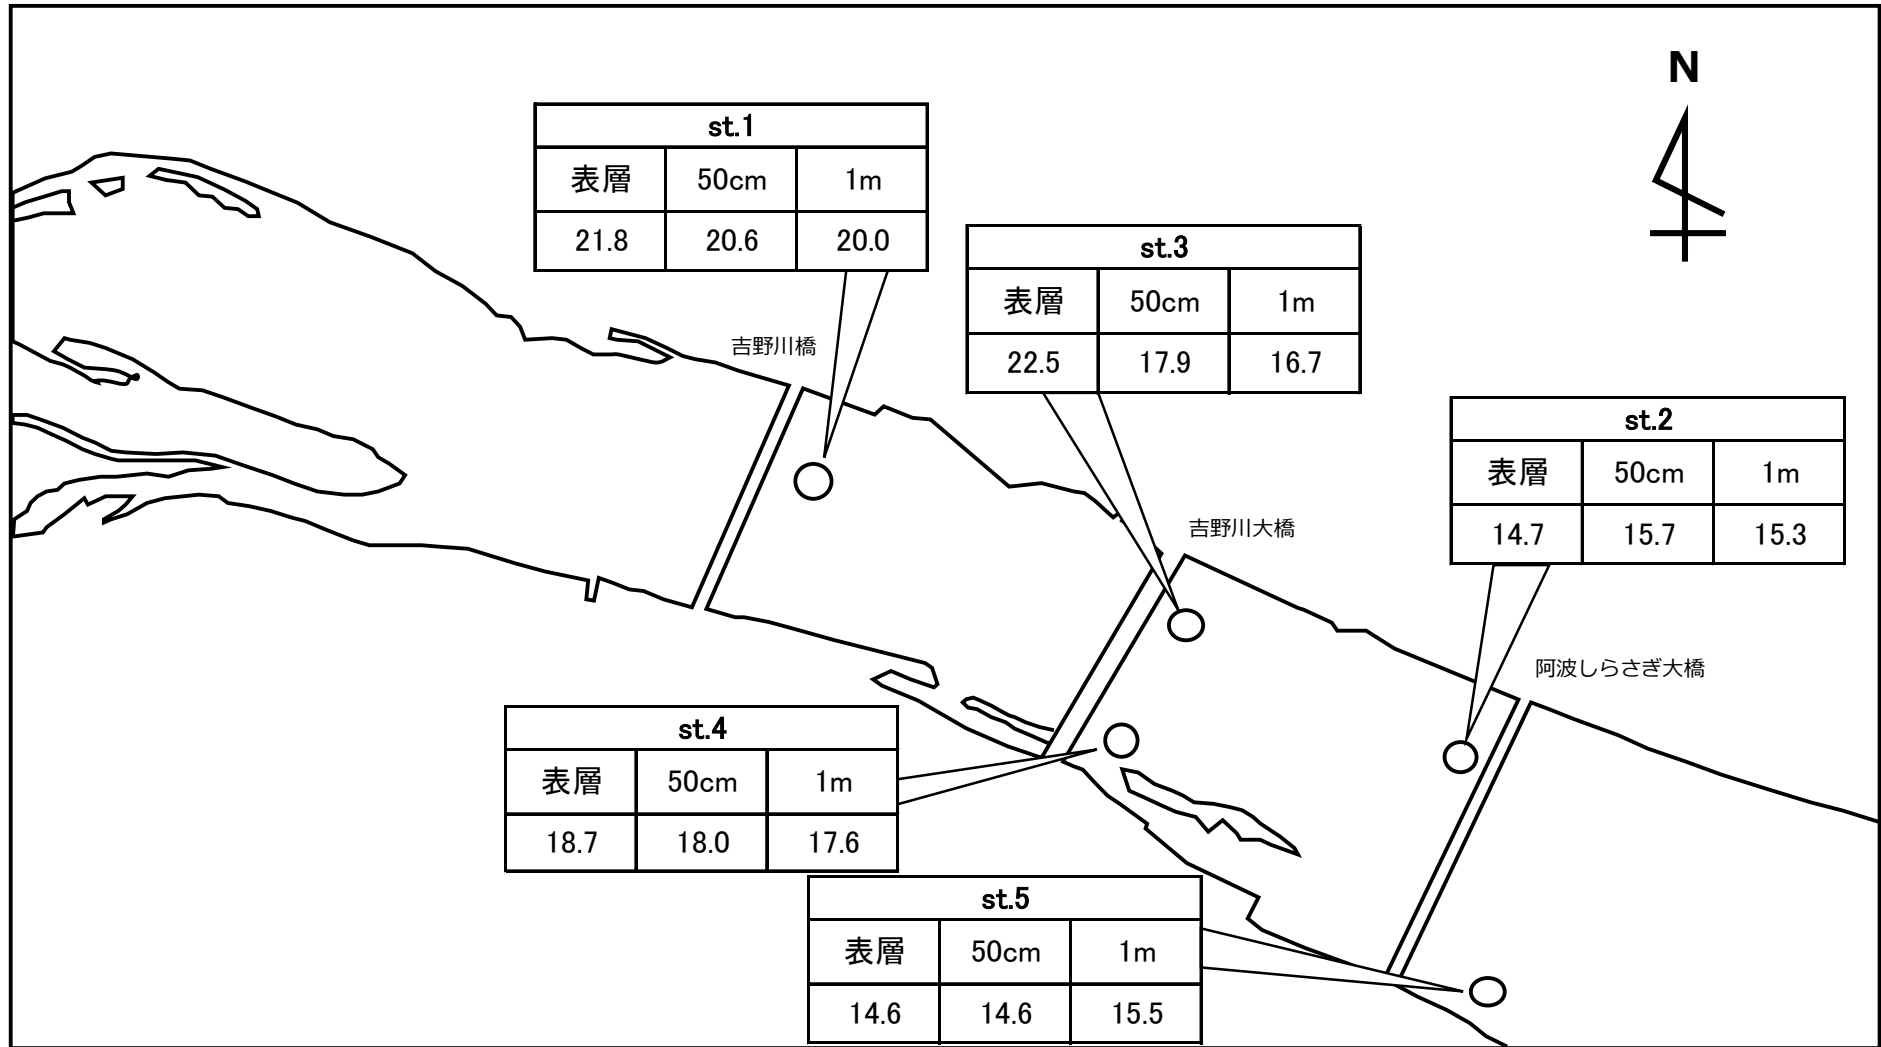 N
st.1
表層 50cm 1m
21.8 20.6 20.0
st.3
表層 50cm 1m
22.5 17.9 16.7
吉野川橋
st.2
表層 50cm 1m
14.7 15.7 15.3
吉野川大橋
阿波しらさぎ大橋
st.4
表層 50cm 1m
18.7 18.0 17.6
st.5
表層 50cm 1m
14.6 14.6 15.5